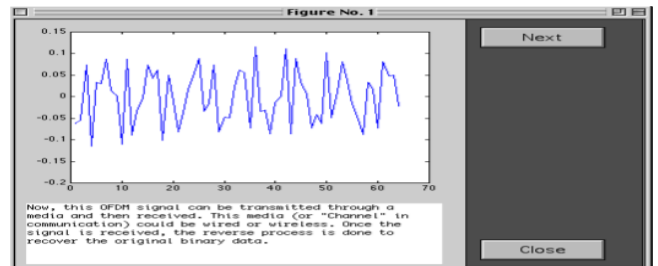 Figure No. 1
0.15
0.1
0.05
0
-0.05
-0.1
-0.15
-0.2
0 10 20 30 40 50 60 70
Now, this OFDM signal can be transmitted through a
media and then received. This media (or "Channel" in
communication) could be wired or wireless. Once the
signal is received, the reverse process is done to
recover the original binary data.
Next
Close